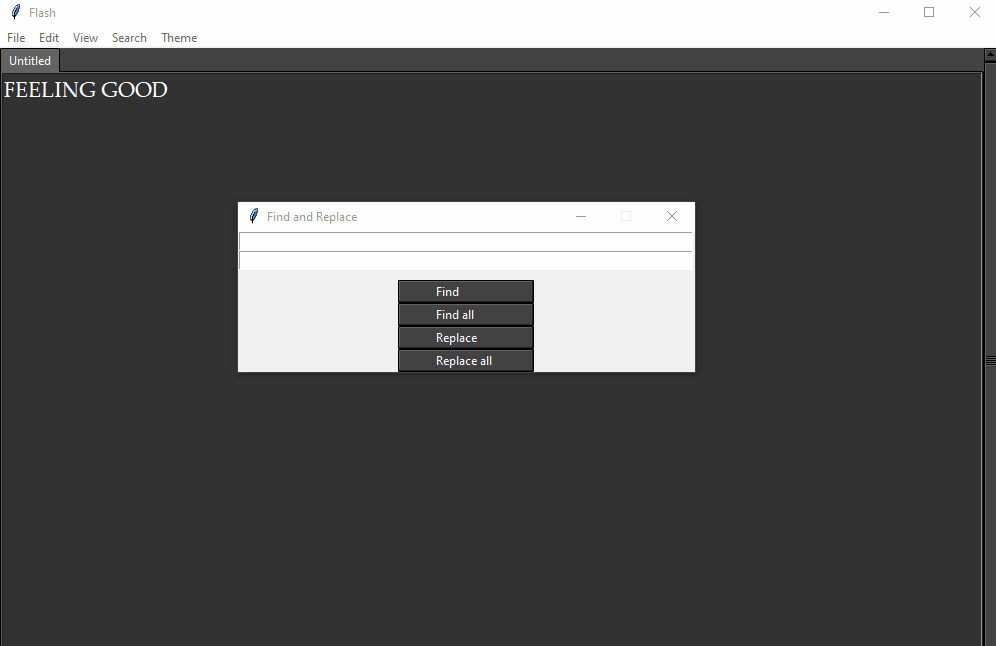 Flash
File Edit View Search Theme
Untitled
FEELING GOOD
Find and Replace
Find
Find all
Replace
Replace all